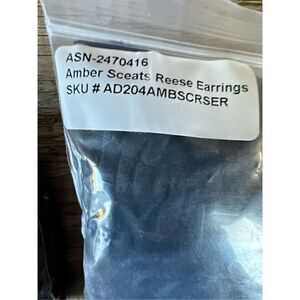 ASN-2470416
Amber Sceats Reese Earrings
SKU # AD204AMBSCRSER